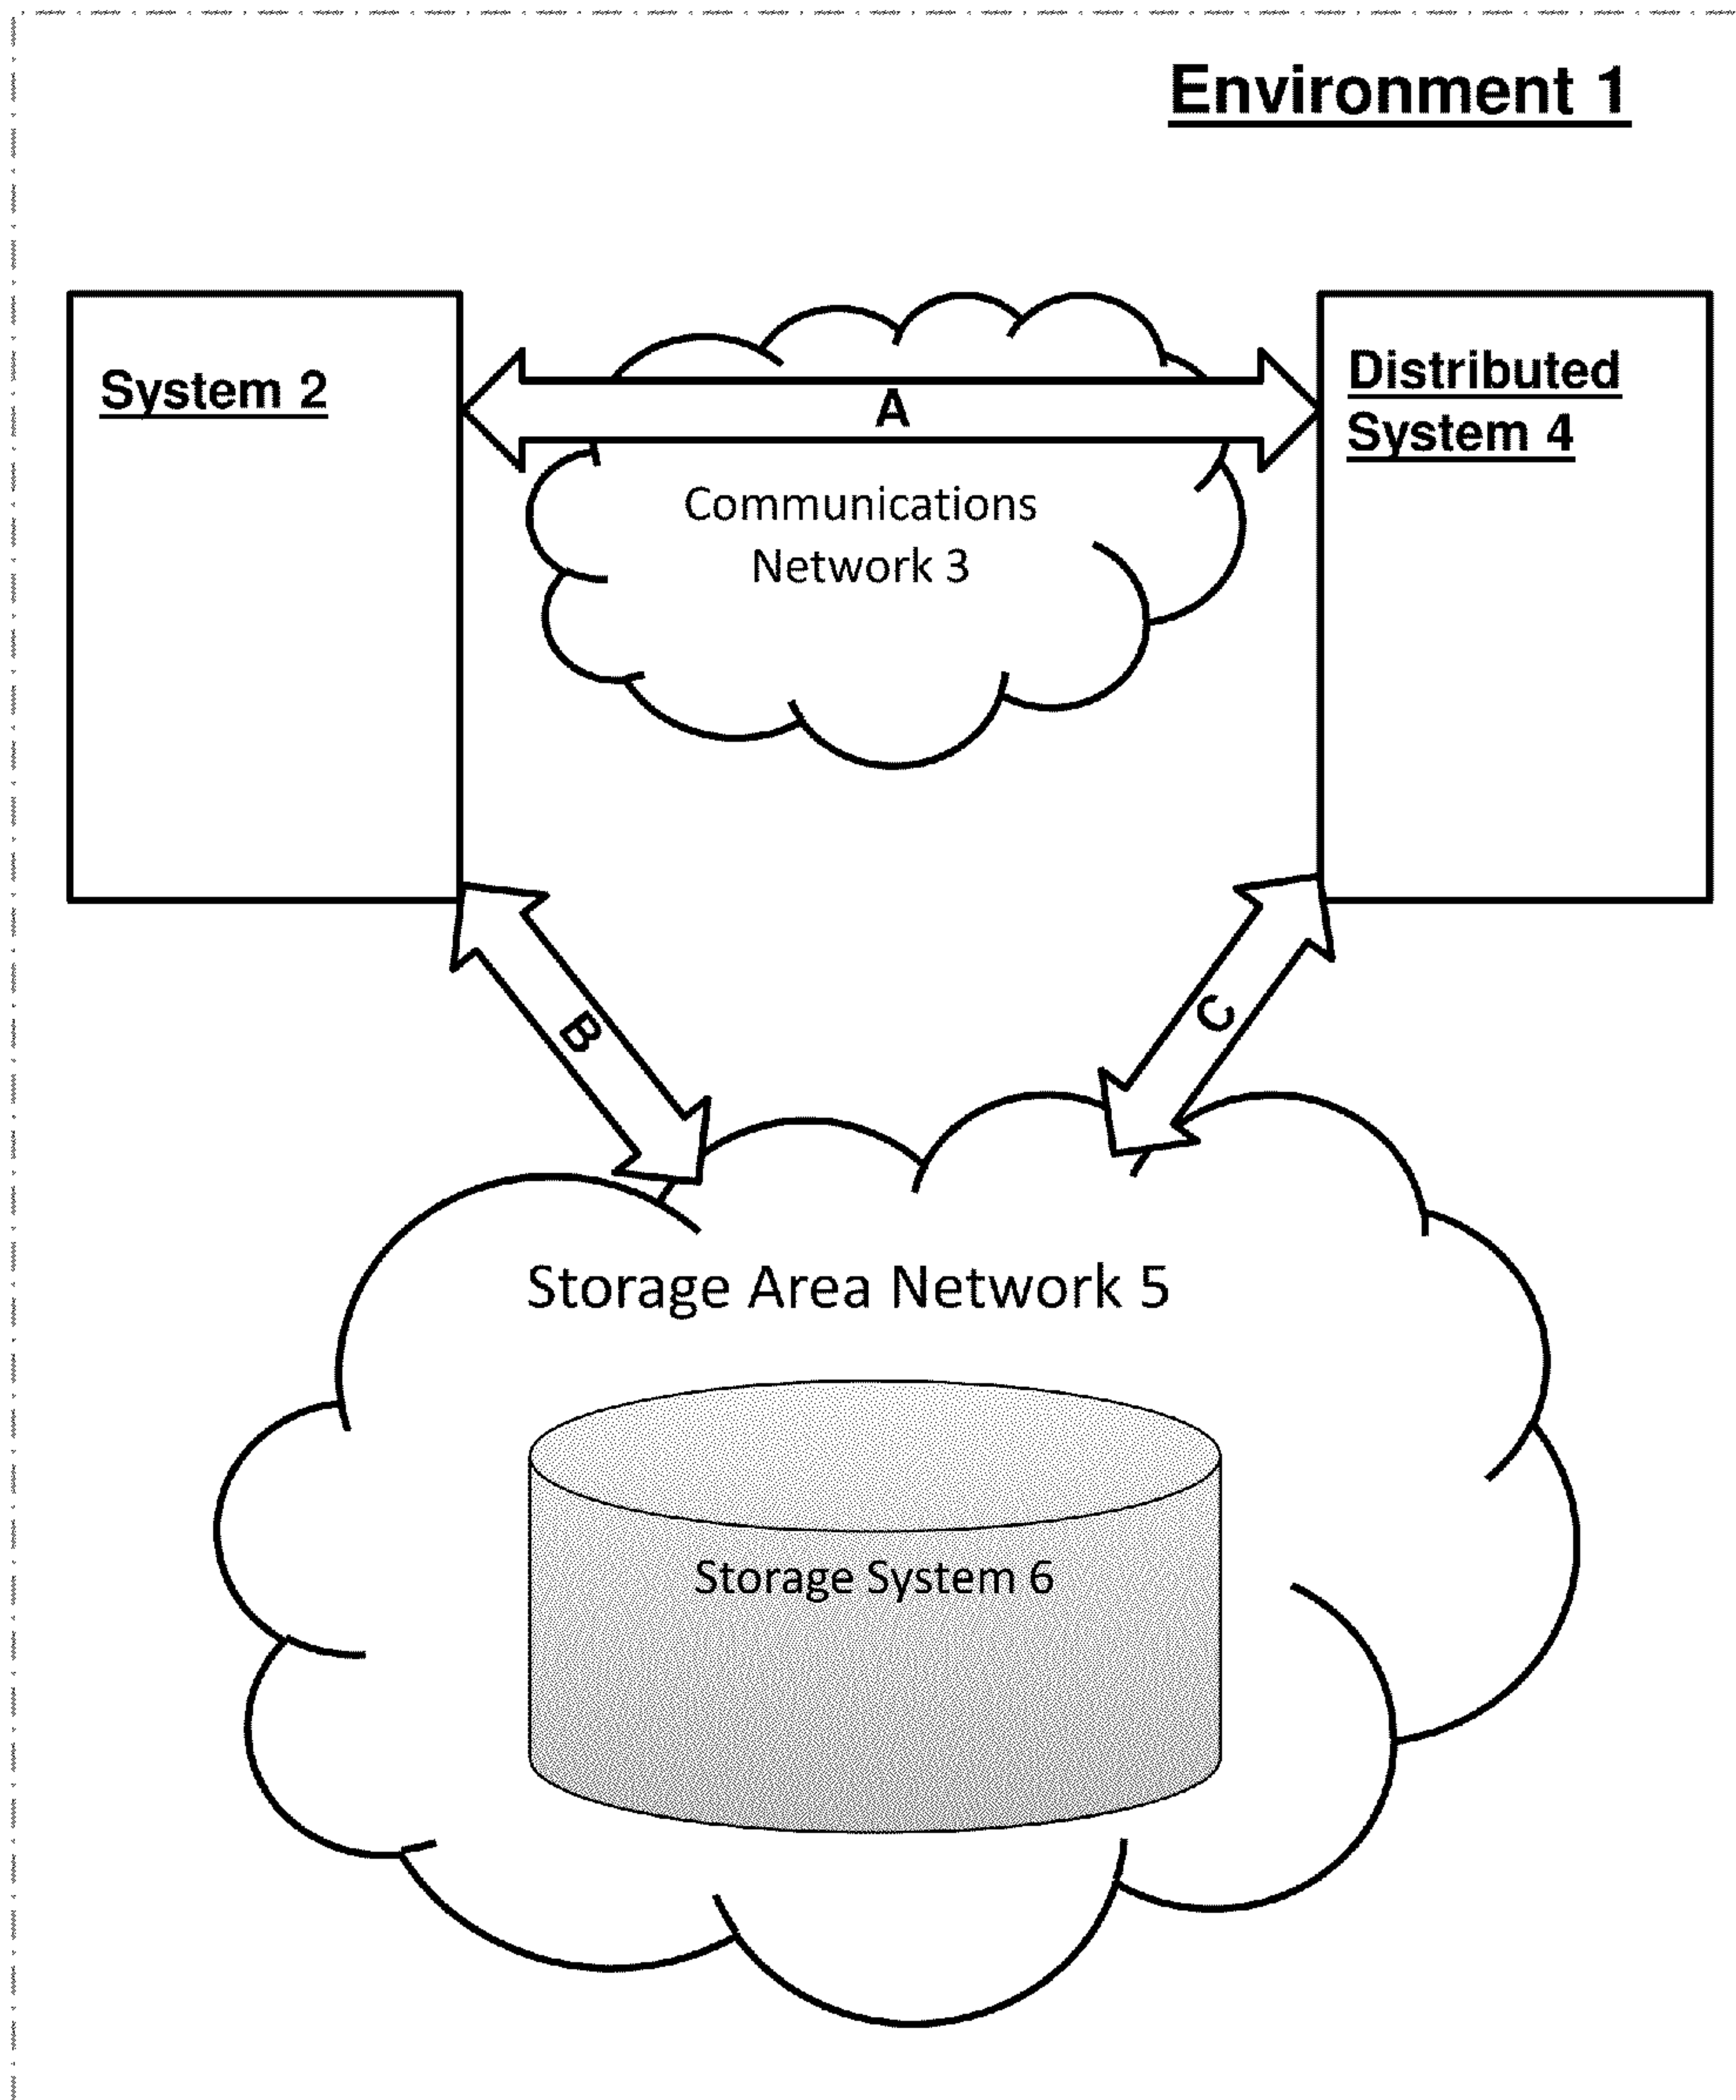 Environment 1
System 2
A
Distributed
System 4
Communications
Network 3
B
C
Storage Area Network 5
Storage System 6